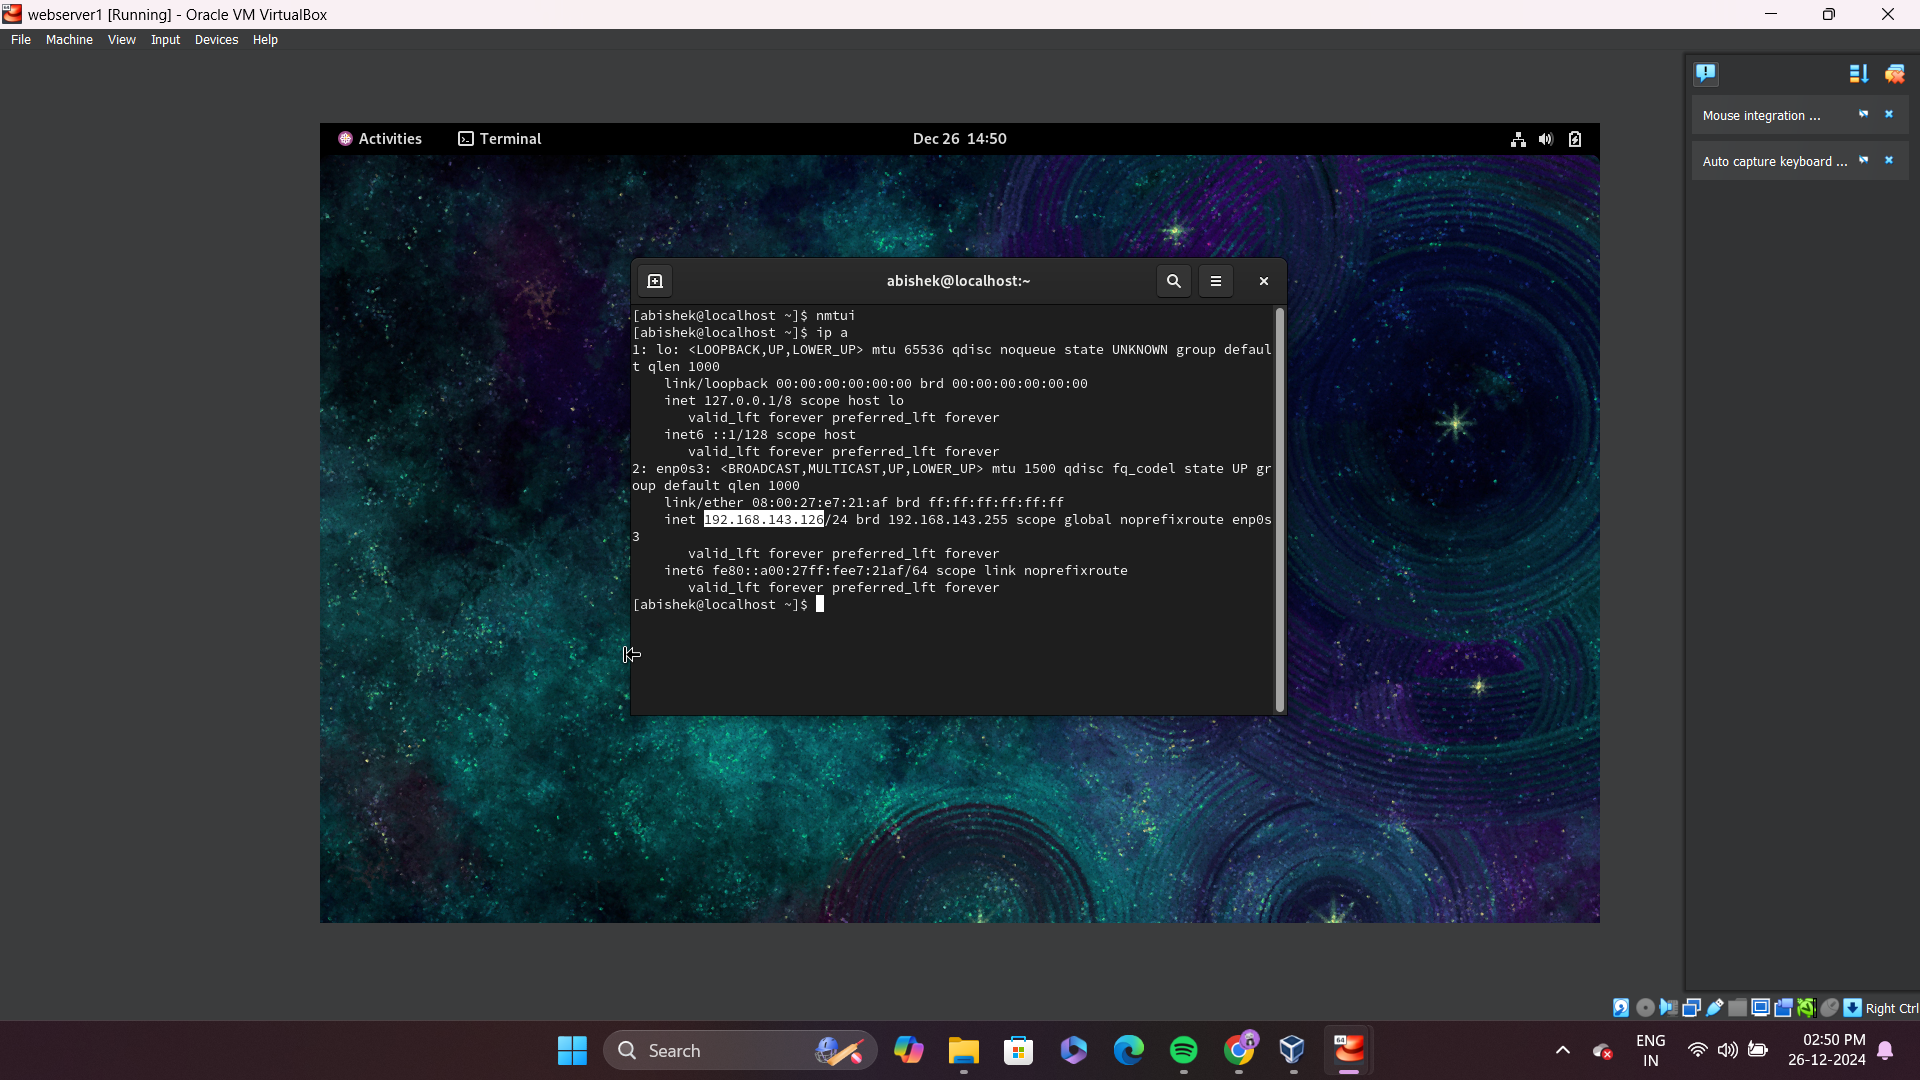 webserver1 [Running] - Oracle VM VirtualBox
File Machine View Input Devices Help
Mouse integration ...
Auto capture keyboard ...
Activities Terminal Dec 26 14:50
abishek@localhost:~
[abishek@localhost ~]$ nmtui
[abishek@localhost ~]$ ip a
1: lo: <LOOPBACK,UP,LOWER_UP> mtu 65536 qdisc noqueue state UNKNOWN group defaul
t qlen 1000
    link/loopback 00:00:00:00:00:00 brd 00:00:00:00:00:00
    inet 127.0.0.1/8 scope host lo
       valid_lft forever preferred_lft forever
    inet6 ::1/128 scope host
       valid_lft forever preferred_lft forever
2: enp0s3: <BROADCAST,MULTICAST,UP,LOWER_UP> mtu 1500 qdisc fq_codel state UP gr
oup default qlen 1000
    link/ether 08:00:27:e7:21:af brd ff:ff:ff:ff:ff:ff
    inet 192.168.143.126/24 brd 192.168.143.255 scope global noprefixroute enp0s
3
       valid_lft forever preferred_lft forever
    inet6 fe80::a00:27ff:fee7:21af/64 scope link noprefixroute
       valid_lft forever preferred_lft forever
[abishek@localhost ~]$
Right Ctrl
Search
ENG
IN
02:50 PM
26-12-2024